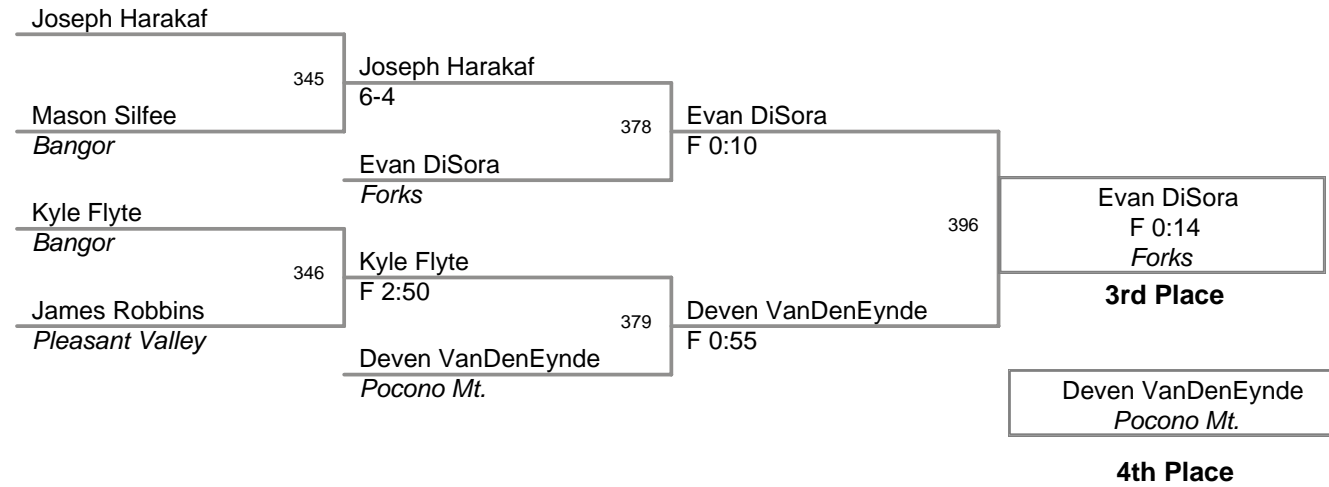 Joseph Harakaf
345
Mason Silfee
Bangor
Joseph Harakaf
6-4
378
Evan DiSora
Forks
Kyle Flyte
Bangor
346
James Robbins
Pleasant Valley
Kyle Flyte
F 2:50
379
Deven VanDenEynde
Pocono Mt.
Evan DiSora
F 0:10
396
Deven VanDenEynde
F 0:55
Evan DiSora
F 0:14
Forks
3rd Place
Deven VanDenEynde
Pocono Mt.
4th Place